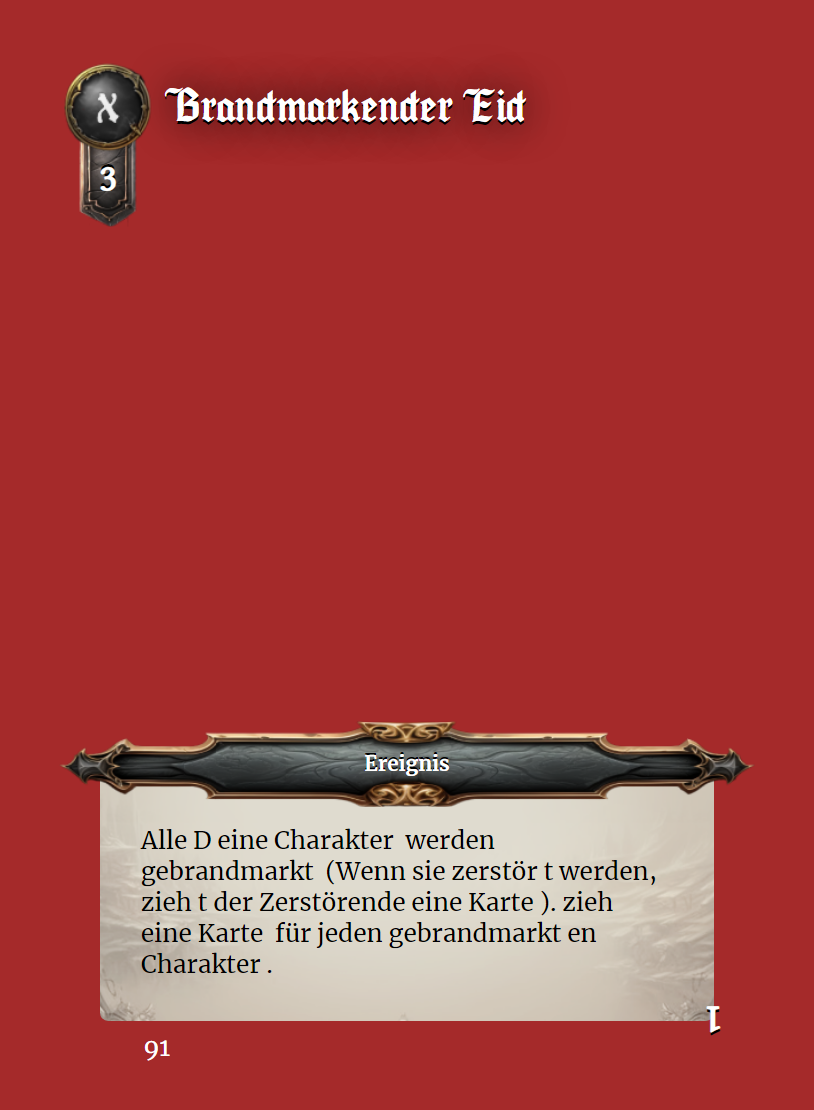 Brandmarkender Eid
3
Ereignis
Alle D eine Charakter werden
gebrandmarkt (Wenn sie zerstör t werden,
zieh t der Zerstörende eine Karte ). zieh
eine Karte für jeden gebrandmarkt en
Charakter .
1
91